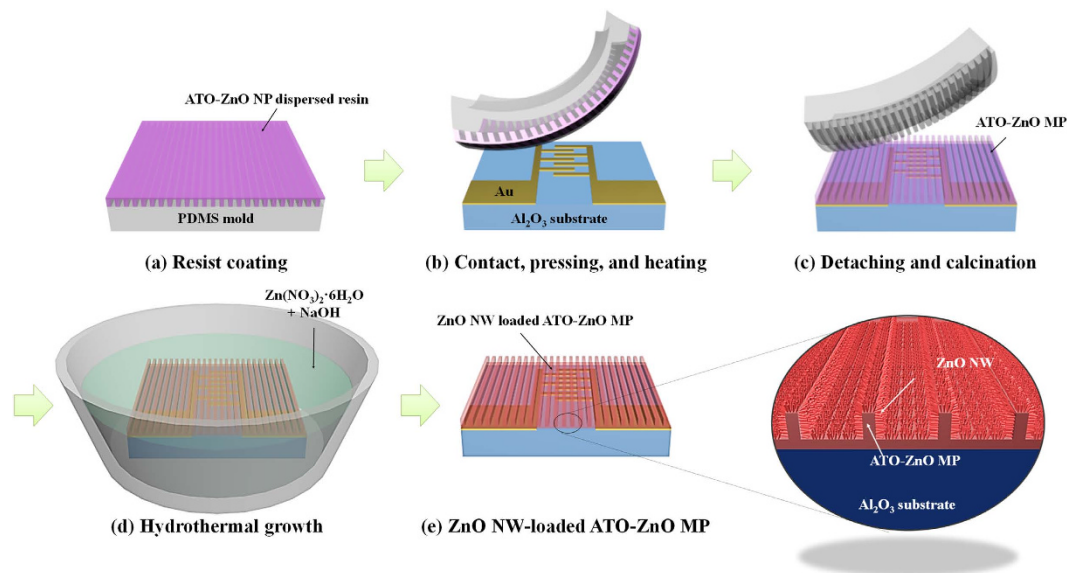 ATO-ZnO NP dispersed resin
PDMS mold
(a) Resist coating
Au
Al₂O₃ substrate
(b) Contact, pressing, and heating
ATO-ZnO MP
(c) Detaching and calcination
Zn(NO₃)₂·6H₂O
+ NaOH
(d) Hydrothermal growth
ZnO NW loaded ATO-ZnO MP
(e) ZnO NW-loaded ATO-ZnO MP
ZnO NW
ATO-ZnO MP
Al₂O₃ substrate